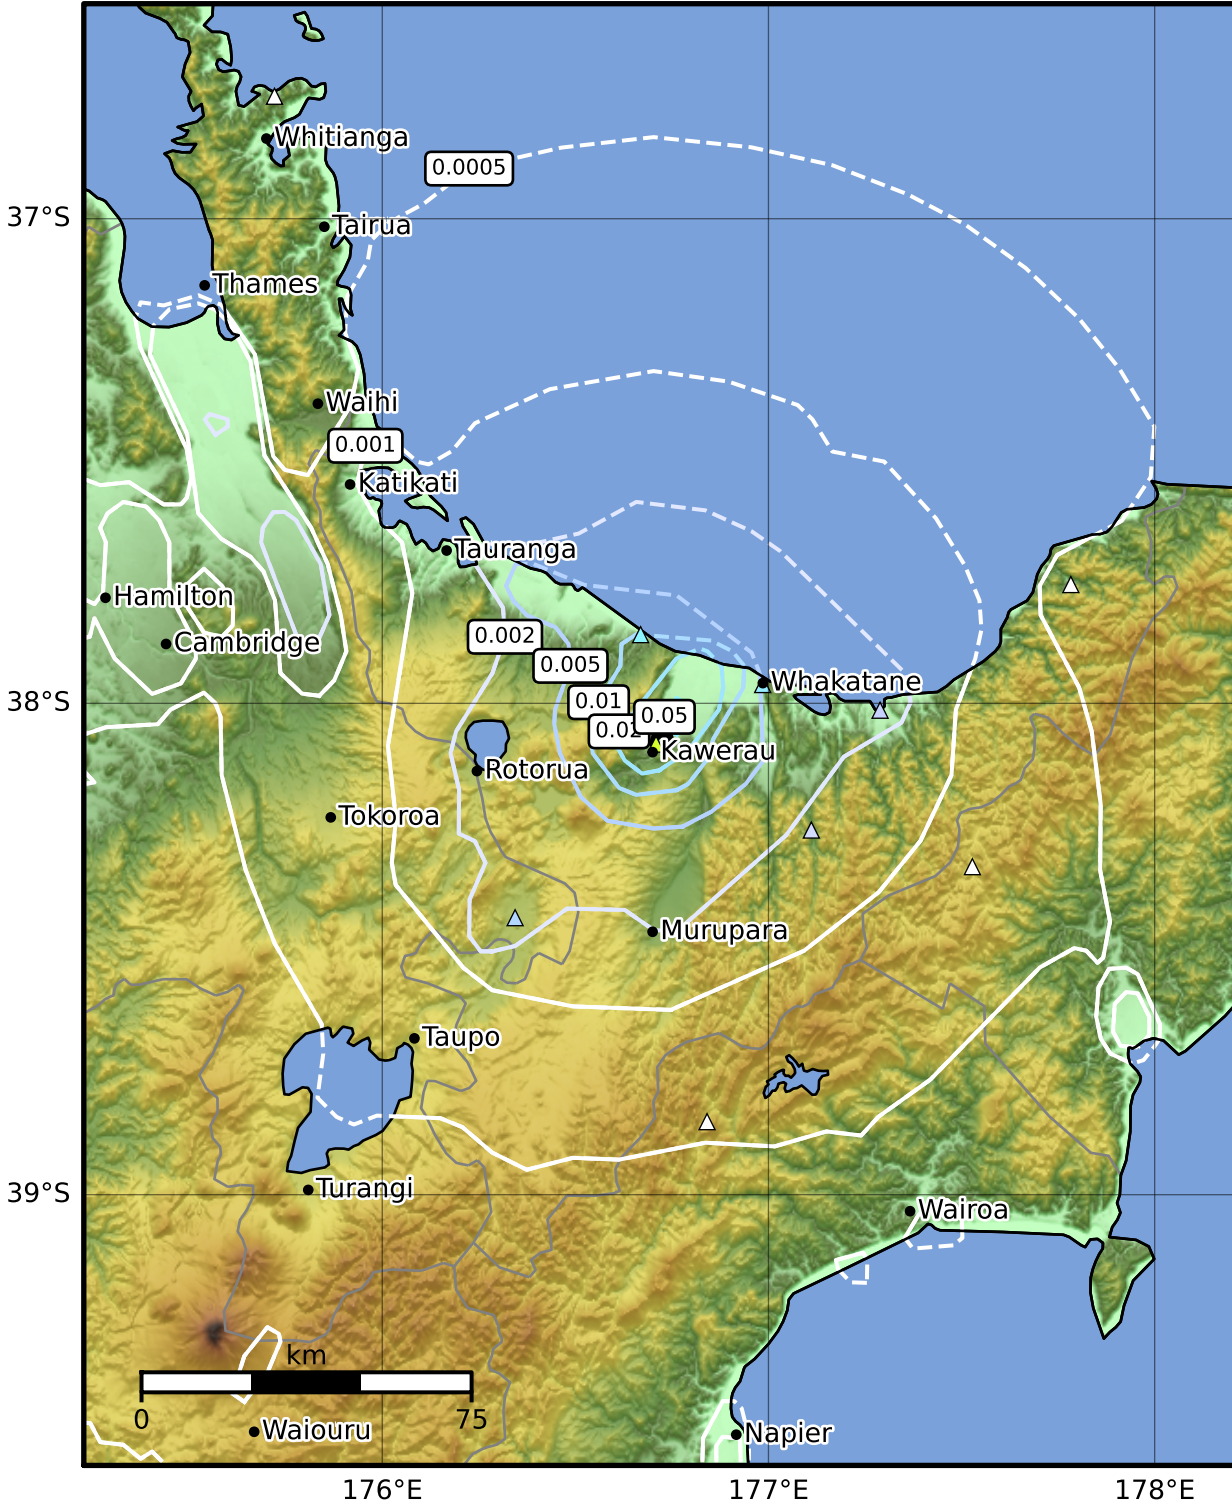 Whitianga
0.0005
37°S
Tairua
Thames
Waihi
0.001
Katikati
Tauranga
Hamilton
0.002
Cambridge
0.005
Whakatane
0.01
38°S
0.05
0.02
Kawerau
Rotorua
Tokoroa
Murupara
Taupo
Turangi
39°S
Wairoa
km
0 75
Waiouru
Napier
176°E 177°E 178°E